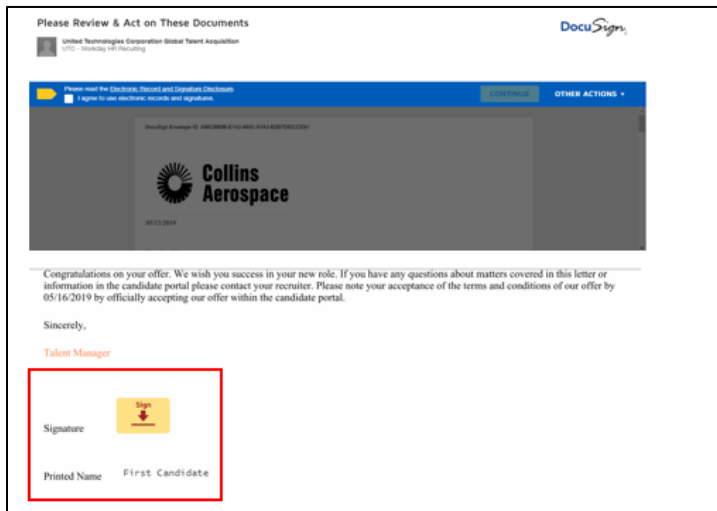 Please Review & Act on These Documents
DocuSign
United Technologies Corporation Global Talent Acquisition
UTC - Workday HR Recuiting
Please read the Electronic Record and Signature Disclosure.
I agree to use electronic records and signatures.
CONTINUE
OTHER ACTIONS
DocuSign Envelope ID:
Collins
Aerospace
05/13/2019
Congratulations on your offer. We wish you success in your new role. If you have any questions about matters covered in this letter or
information in the candidate portal please contact your recruiter. Please note your acceptance of the terms and conditions of our offer by
05/16/2019 by officially accepting our offer within the candidate portal.
Sincerely,
Talent Manager
Sign
Signature
Printed Name First Candidate